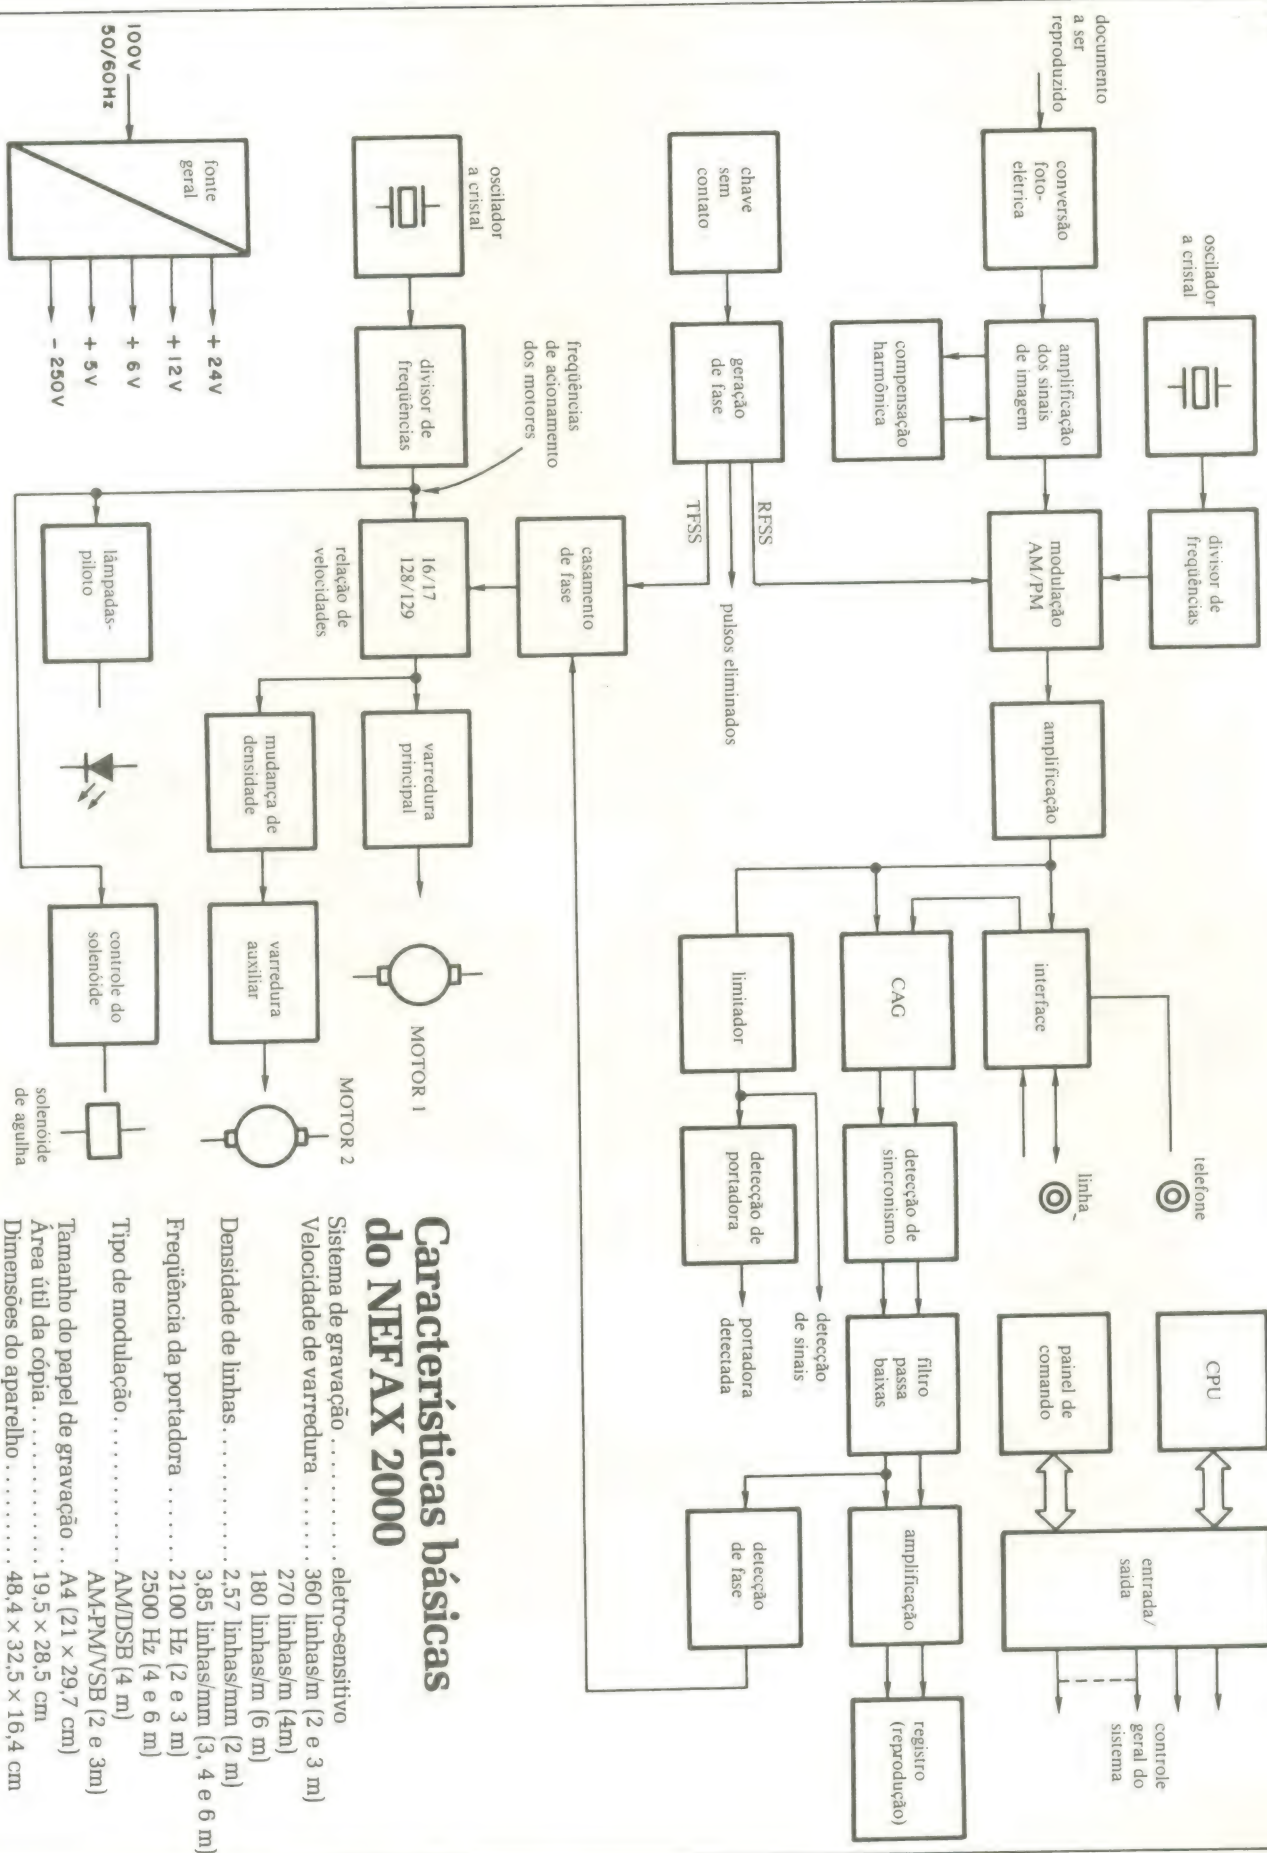 documento
a ser
reproduzido
conversão
foto-
elétrica
oscilador
a cristal
amplificação
dos sinais
de imagem
compensação
harmônica
divisor de
freqüências
modulação
AM/PM
amplificação
interface
telefone
linha
CPU
painel de
comando
entrada/
saida
controle
geral do
sistema
chave
sem
contato
geração
de fase
RFSS
TFSS
pulsos eliminados
CAG
limitador
detecção de
sincronismo
detecção de
portadora
detecção
de sinais
portadora
detectada
filtro
passa
baixas
amplificação
detecção
de fase
registro
(reprodução)
casamento
de fase
oscilador
a cristal
divisor de
freqüências
freqüências
de acionamento
dos motores
16/17
128/129
relação de
velocidades
varredura
principal
MOTOR 1
mudança de
densidade
varredura
auxiliar
MOTOR 2
lâmpadas-
piloto
controle do
solenóide
solenóide
de agulha
100V
50/60Hz
fonte
geral
+ 24V
+ 12V
+ 6V
+ 5V
- 250V
Características básicas
do NEFAX 2000
Sistema de gravação . . . . . . . . . . eletro-sensitivo
Velocidade de varredura . . . . . . . 360 linhas/m (2 e 3 m)
270 linhas/m (4m)
180 linhas/m (6 m)
Densidade de linhas. . . . . . . . . . . . 2,57 linhas/mm (2 m)
3,85 linhas/mm (3, 4 e 6 m)
Freqüência da portadora . . . . . . . 2100 Hz (2 e 3 m)
2500 Hz (4 e 6 m)
Tipo de modulação. . . . . . . . . . . . . AM/DSB (4 m)
AM-PM/VSB (2 e 3m)
Tamanho do papel de gravação . . A4 (21 × 29,7 cm)
Área útil da cópia. . . . . . . . . . . . . . 19,5 × 28,5 cm
Dimensões do aparelho . . . . . . . . 48,4 × 32,5 × 16,4 cm